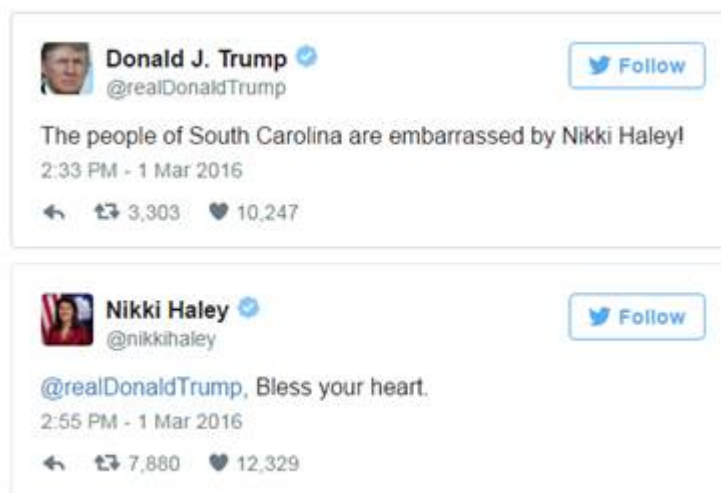 Donald J. Trump
Follow
@realDonaldTrump
The people of South Carolina are embarrassed by Nikki Haley!
2:33 PM - 1 Mar 2016
3,303 10,247
Nikki Haley
Follow
@nikkihaley
@realDonaldTrump, Bless your heart.
2:55 PM - 1 Mar 2016
7,880 12,329